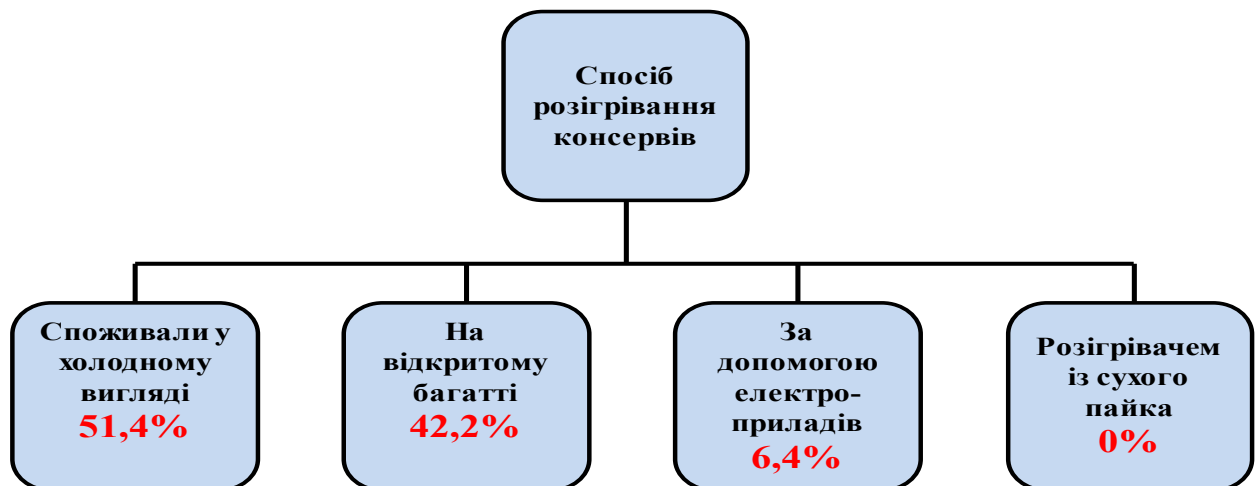 Спосіб
розігрівання
консервів
Споживали у
холодному
вигляді
51,4%
На
відкритому
багатті
42,2%
За
допомогою
електро-
приладів
6,4%
Розігрівачем
із сухого
пайка
0%